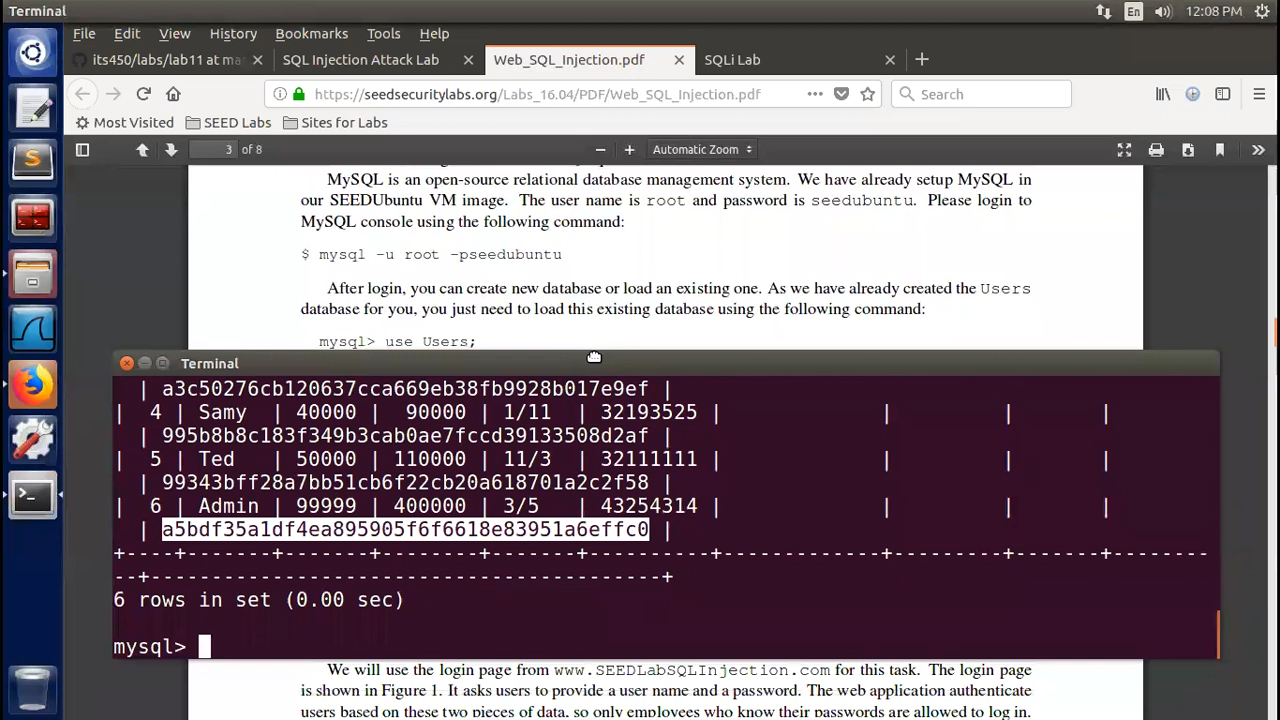 Terminal
En
12:08 PM
File Edit View History Bookmarks Tools Help
its450/labs/lab11 at ma
SQL Injection Attack Lab
Web_SQL_Injection.pdf
SQLi Lab
https://seedsecuritylabs.org/Labs_16.04/PDF/Web_SQL_Injection.pdf
Search
Most Visited
SEED Labs
Sites for Labs
3 of 8
Automatic Zoom
MySQL is an open-source relational database management system. We have already setup MySQL in
our SEEDUbuntu VM image. The user name is root and password is seedubuntu. Please login to
MySQL console using the following command:
$ mysql -u root -pseedubuntu
After login, you can create new database or load an existing one. As we have already created the Users
database for you, you just need to load this existing database using the following command:
mysql> use Users;
Terminal
| a3c50276cb120637cca669eb38fb9928b017e9ef |
| 4 | Samy | 40000 | 90000 | 1/11 | 32193525 | | | |
| 995b8b8c183f349b3cab0ae7fccd39133508d2af |
| 5 | Ted | 50000 | 110000 | 11/3 | 32111111 | | | |
| 99343bff28a7bb51cb6f22cb20a618701a2c2f58 |
| 6 | Admin | 99999 | 400000 | 3/5 | 43254314 | | | |
| a5bdf35a1df4ea895905f6f6618e83951a6effc0 |
+----+-------+-------+--------+-------+----------+-------------+---------+-------+---------
--+------------------------------------------+
6 rows in set (0.00 sec)
mysql>
We will use the login page from www.SEEDLabSQLInjection.com for this task. The login page
is shown in Figure 1. It asks users to provide a user name and a password. The web application authenticate
users based on these two pieces of data, so only employees who know their passwords are allowed to log in.